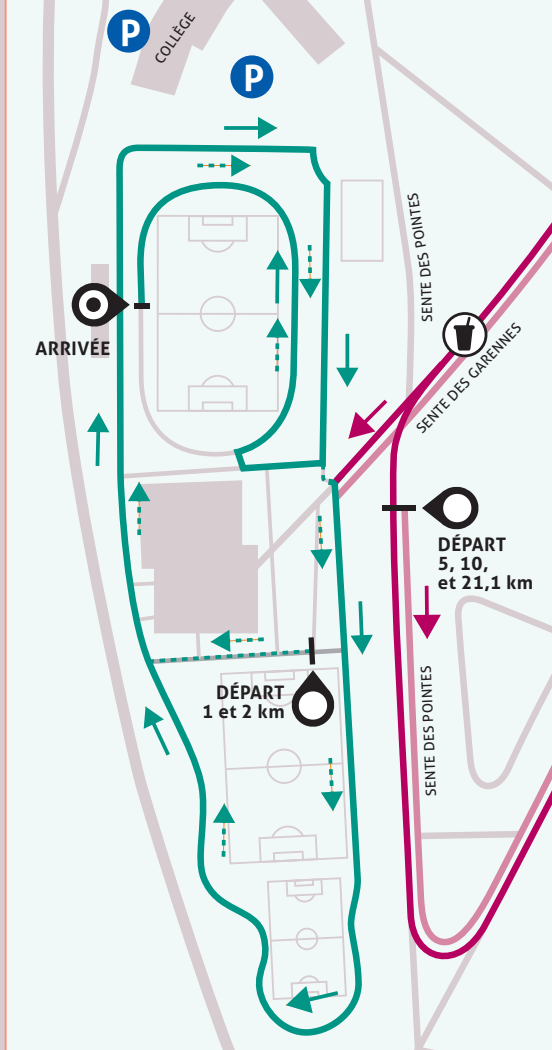 P
COLLÈGE
P
SENTE DES POINTES
ARRIVÉE
SENTE DES GARENNES
DÉPART
5, 10,
et 21,1 km
DÉPART
1 et 2 km
SENTE DES POINTES